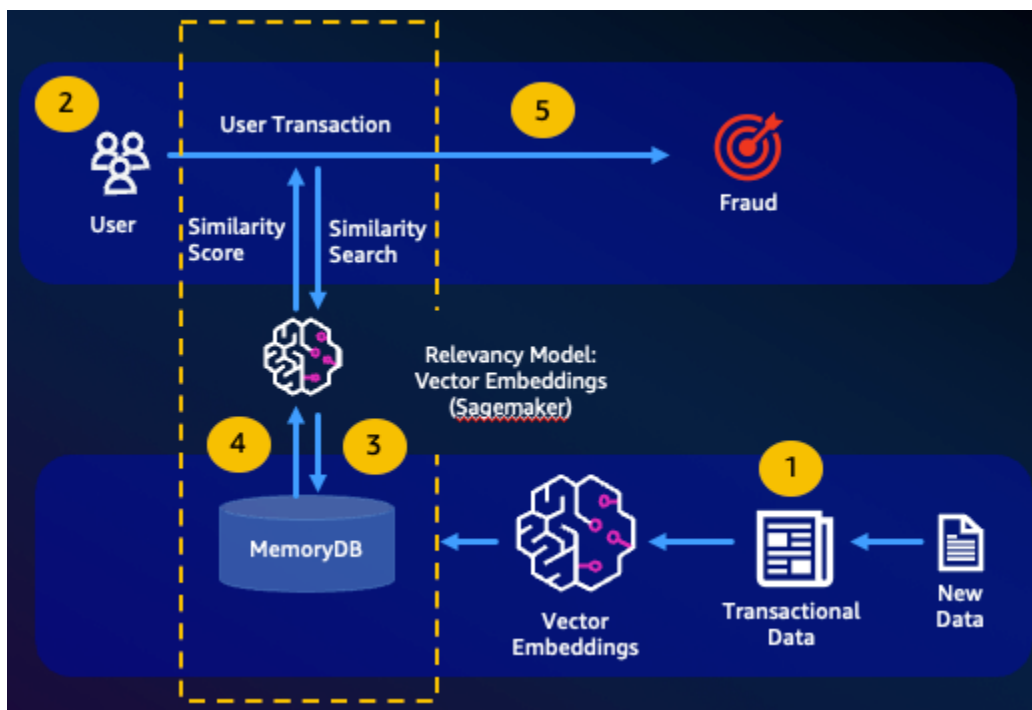 2
User Transaction
5
User
Similarity
Score
Similarity
Search
Fraud
Relevancy Model:
Vector Embeddings
(Sagemaker)
4
3
1
MemoryDB
Vector
Embeddings
Transactional
Data
New
Data